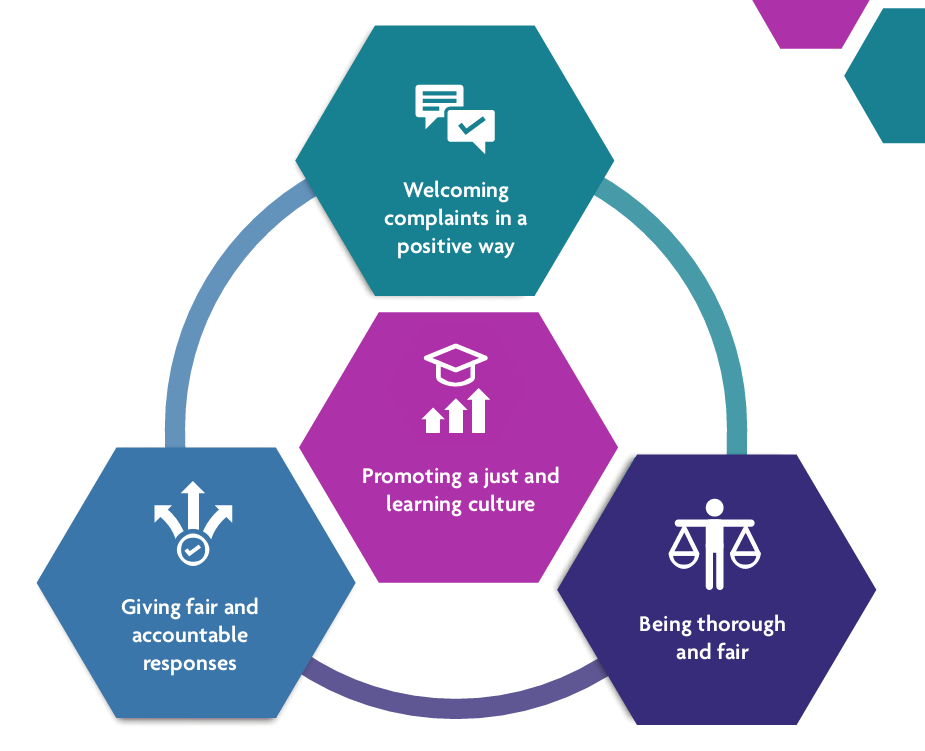 Welcoming
complaints in a
positive way
Promoting a just and
learning culture
Giving fair and
accountable
responses
Being thorough
and fair